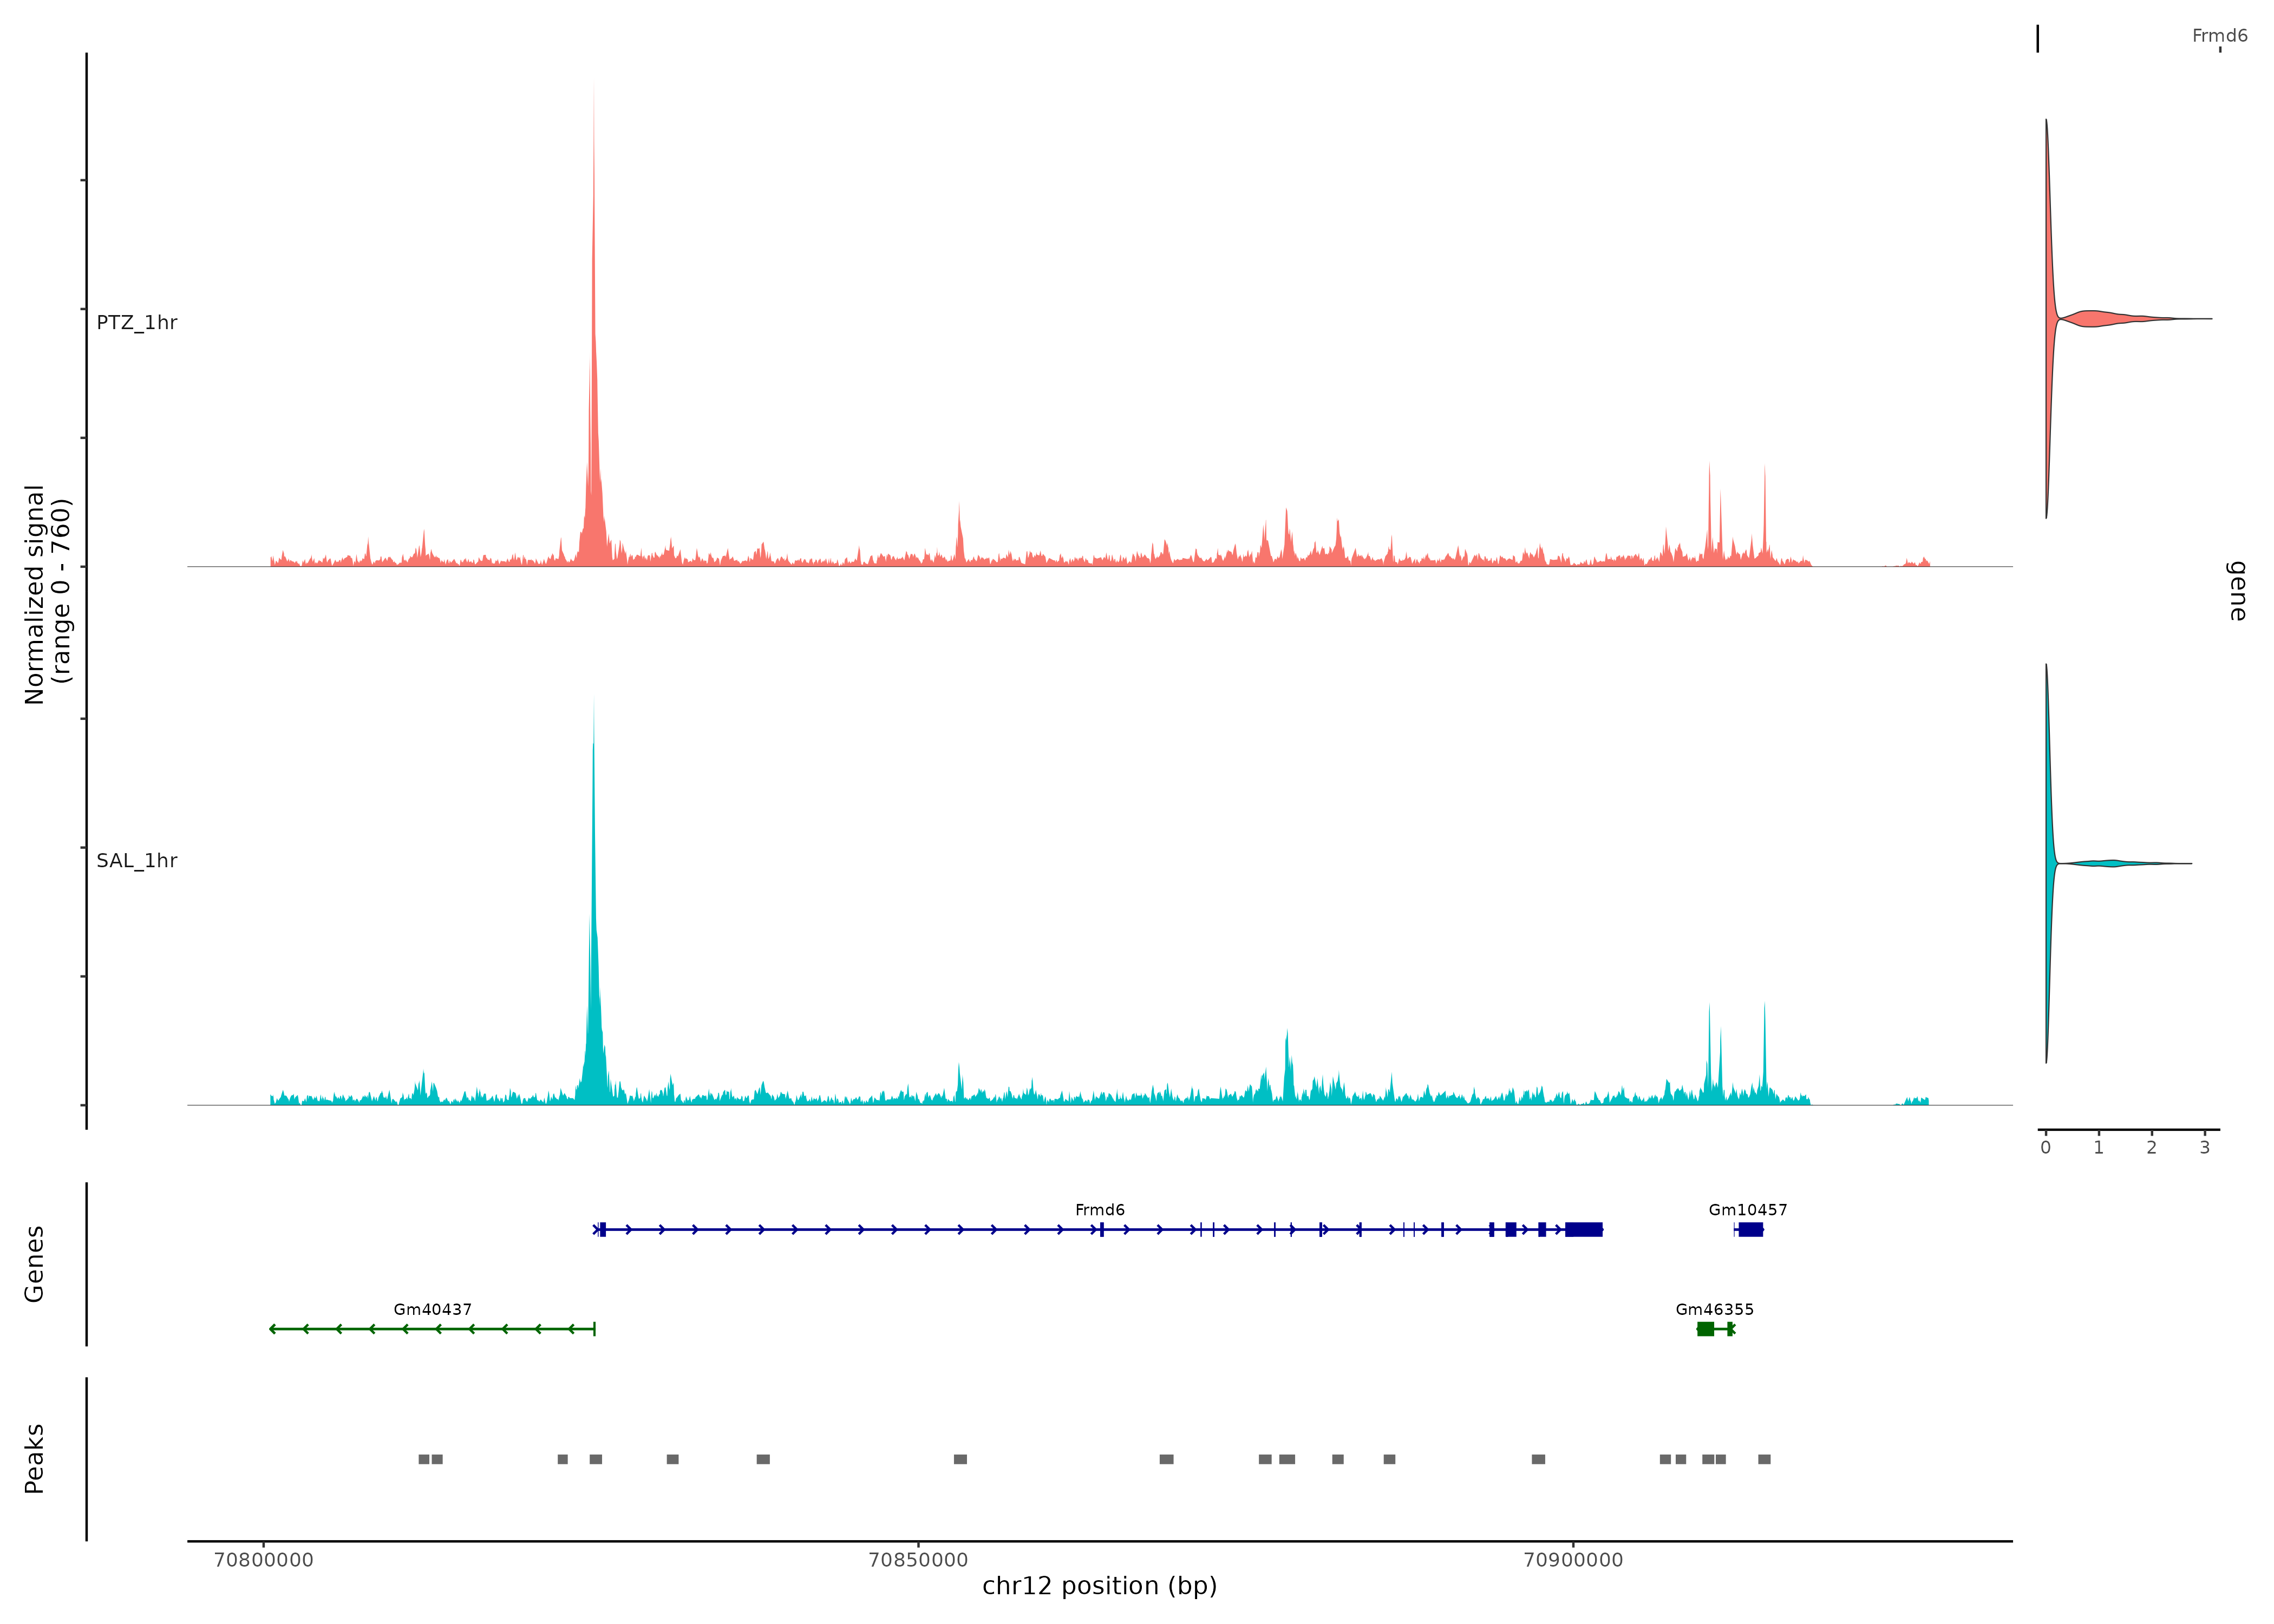 Frmd6
Normalized signal
(range 0 - 760)
PTZ_1hr
SAL_1hr
gene
0 1 2 3
Genes
Frmd6
Gm10457
Gm40437
Gm46355
Peaks
70800000 70850000 70900000
chr12 position (bp)